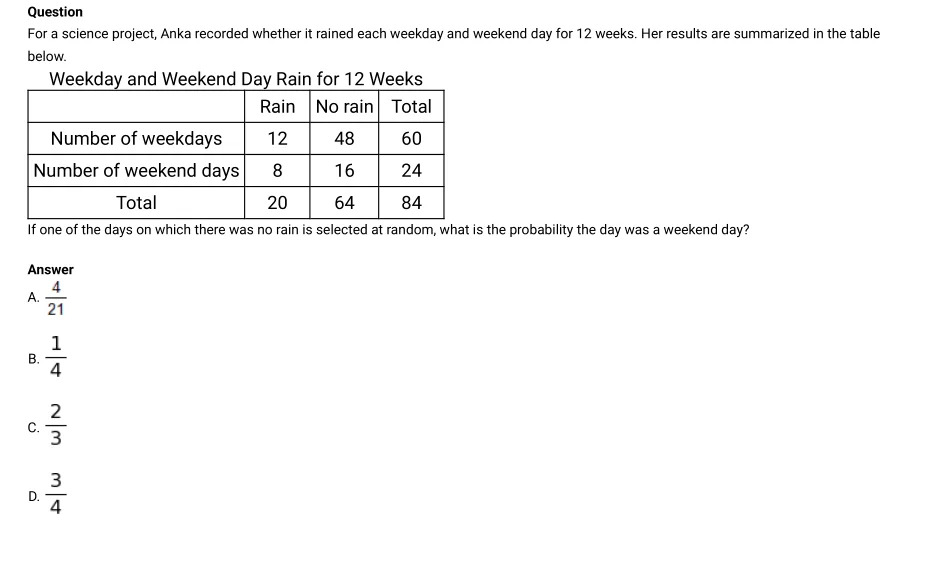 Question
For a science project, Anka recorded whether it rained each weekday and weekend day for 12 weeks. Her results are summarized in the table
below.
Weekday and Weekend Day Rain for 12 Weeks
Rain No rain Total
Number of weekdays 12 48 60
Number of weekend days 8 16 24
Total 20 64 84
If one of the days on which there was no rain is selected at random, what is the probability the day was a weekend day?
Answer
A. 4/21
B. 1/4
C. 2/3
D. 3/4